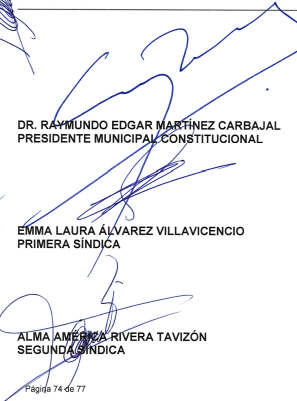 DR. RAYMUNDO EDGAR MARTÍNEZ CARBAJAL
PRESIDENTE MUNICIPAL CONSTITUCIONAL
EMMA LAURA ÁLVAREZ VILLAVICENCIO
PRIMERA SÍNDICA
ALMA AMÉRICA RIVERA TAVIZÓN
SEGUNDA SÍNDICA
Página 74 de 77